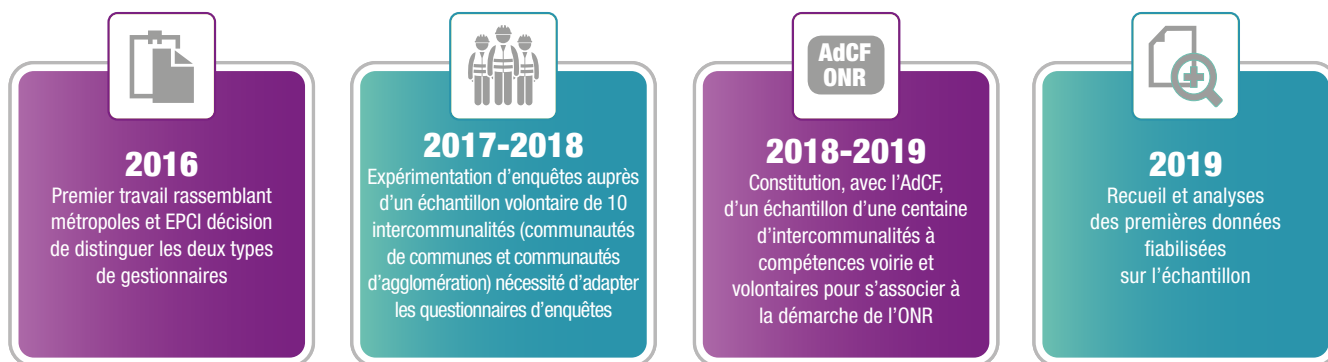 2016
Premier travail rassemblant
métropoles et EPCI décision
de distinguer les deux types
de gestionnaires
2017-2018
Expérimentation d'enquêtes auprès
d'un échantillon volontaire de 10
intercommunalités (communautés
de communes et communautés
d'agglomération) nécessité d'adapter
les questionnaires d'enquêtes
AdCF
ONR
2018-2019
Constitution, avec l'AdCF,
d'un échantillon d'une centaine
d'intercommunalités à
compétences voirie et
volontaires pour s'associer à
la démarche de l'ONR
2019
Recueil et analyses
des premières données
fiabilisées
sur l'échantillon